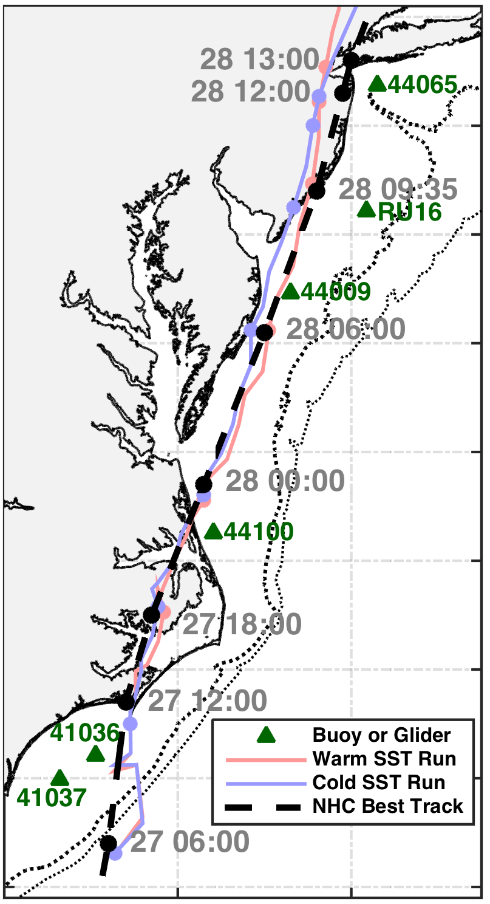 28 13:00
44065
28 12:00
28 09:35
RU16
44009
28 06:00
28 00:00
44100
27 18:00
27 12:00
41036
41037
27 06:00
Buoy or Glider
Warm SST Run
Cold SST Run
NHC Best Track